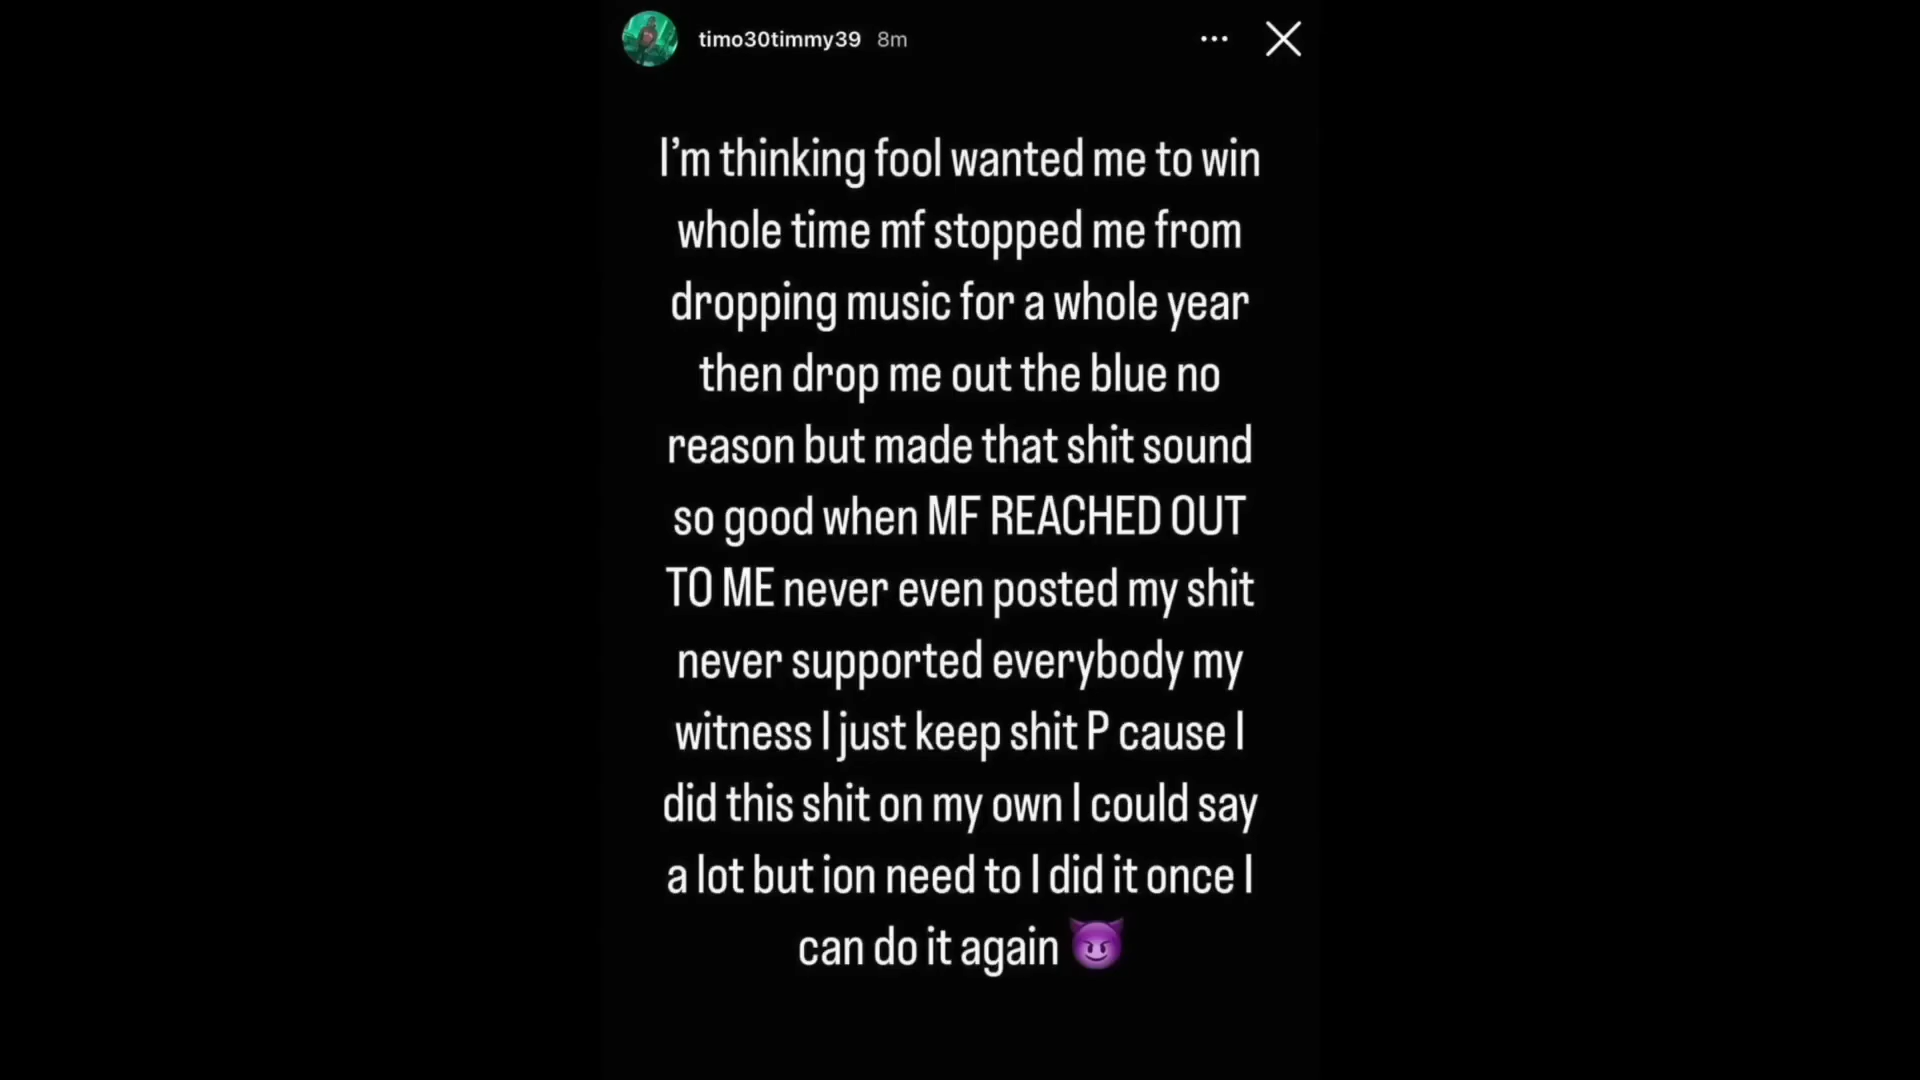 timo30timmy39 8m
I'm thinking fool wanted me to win
whole time mf stopped me from
dropping music for a whole year
then drop me out the blue no
reason but made that shit sound
so good when MF REACHED OUT
TO ME never even posted my shit
never supported everybody my
witness I just keep shit P cause I
did this shit on my own I could say
a lot but ion need to I did it once I
can do it again 😈